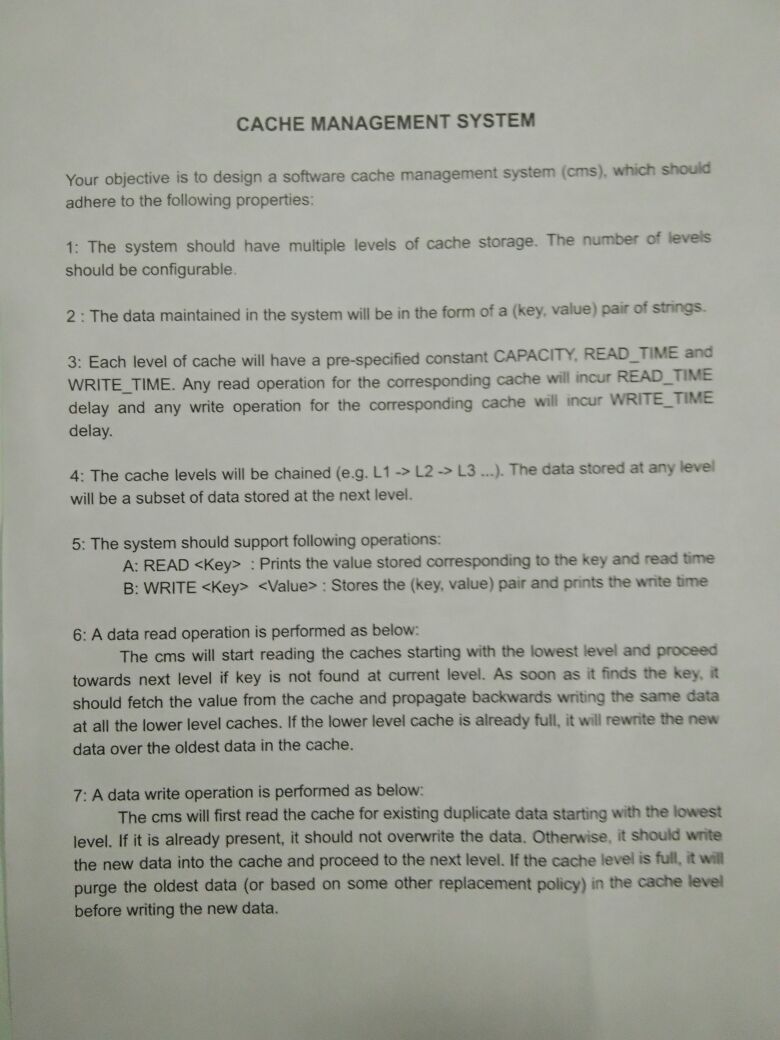 CACHE MANAGEMENT SYSTEM
Your objective is to design a software cache management system (cms), which should
adhere to the following properties:
1: The system should have multiple levels of cache storage. The number of levels
should be configurable.
2 : The data maintained in the system will be in the form of a (key, value) pair of strings.
3: Each level of cache will have a pre-specified constant CAPACITY, READ_TIME and
WRITE_TIME. Any read operation for the corresponding cache will incur READ_TIME
delay and any write operation for the corresponding cache will incur WRITE_TIME
delay.
4: The cache levels will be chained (e.g. L1 -> L2 -> L3 ...). The data stored at any level
will be a subset of data stored at the next level.
5: The system should support following operations:
A: READ <Key> : Prints the value stored corresponding to the key and read time
B: WRITE <Key> <Value> : Stores the (key, value) pair and prints the write time
6: A data read operation is performed as below:
The cms will start reading the caches starting with the lowest level and proceed
towards next level if key is not found at current level. As soon as it finds the key, it
should fetch the value from the cache and propagate backwards writing the same data
at all the lower level caches. If the lower level cache is already full, it will rewrite the new
data over the oldest data in the cache.
7: A data write operation is performed as below:
The cms will first read the cache for existing duplicate data starting with the lowest
level. If it is already present, it should not overwrite the data. Otherwise, it should write
the new data into the cache and proceed to the next level. If the cache level is full, it will
purge the oldest data (or based on some other replacement policy) in the cache level
before writing the new data.